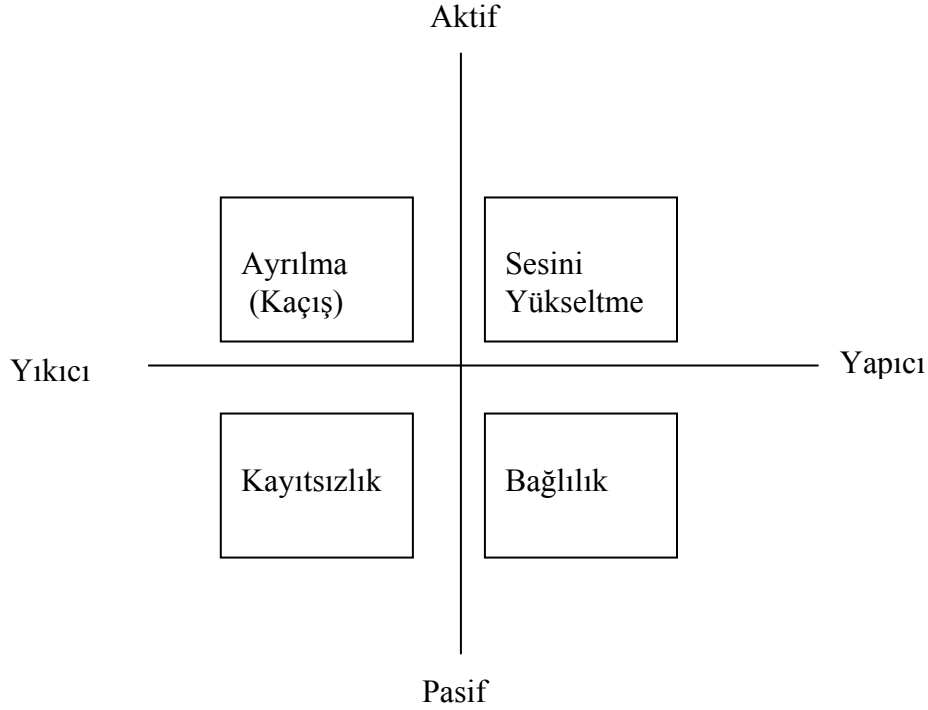 Aktif
Ayrılma
(Kaçış)
Sesini
Yükseltme
Yıkıcı
Yapıcı
Kayıtsızlık
Bağlılık
Pasif